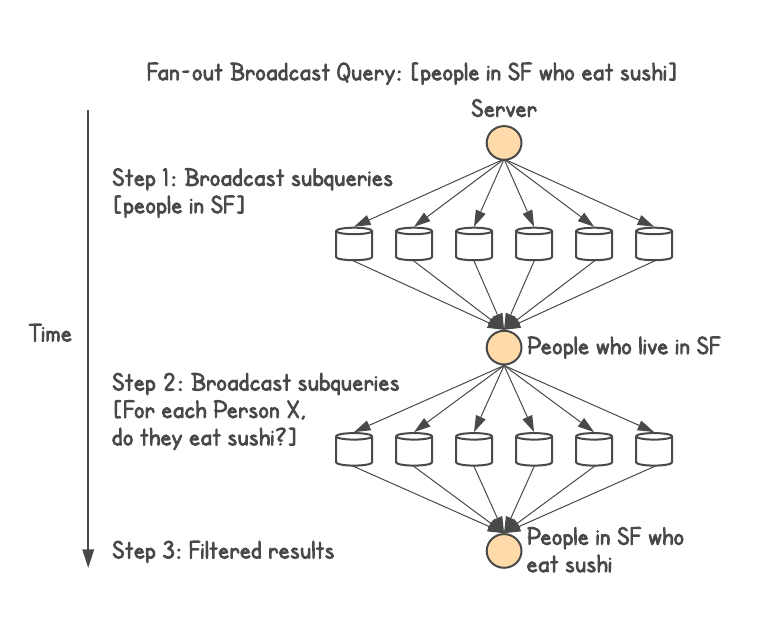 Fan-out Broadcast Query: [people in SF who eat sushi]
Server
Step 1: Broadcast subqueries
[people in SF]
Time
People who live in SF
Step 2: Broadcast subqueries
[For each Person X,
do they eat sushi?]
Step 3: Filtered results
People in SF who
eat sushi